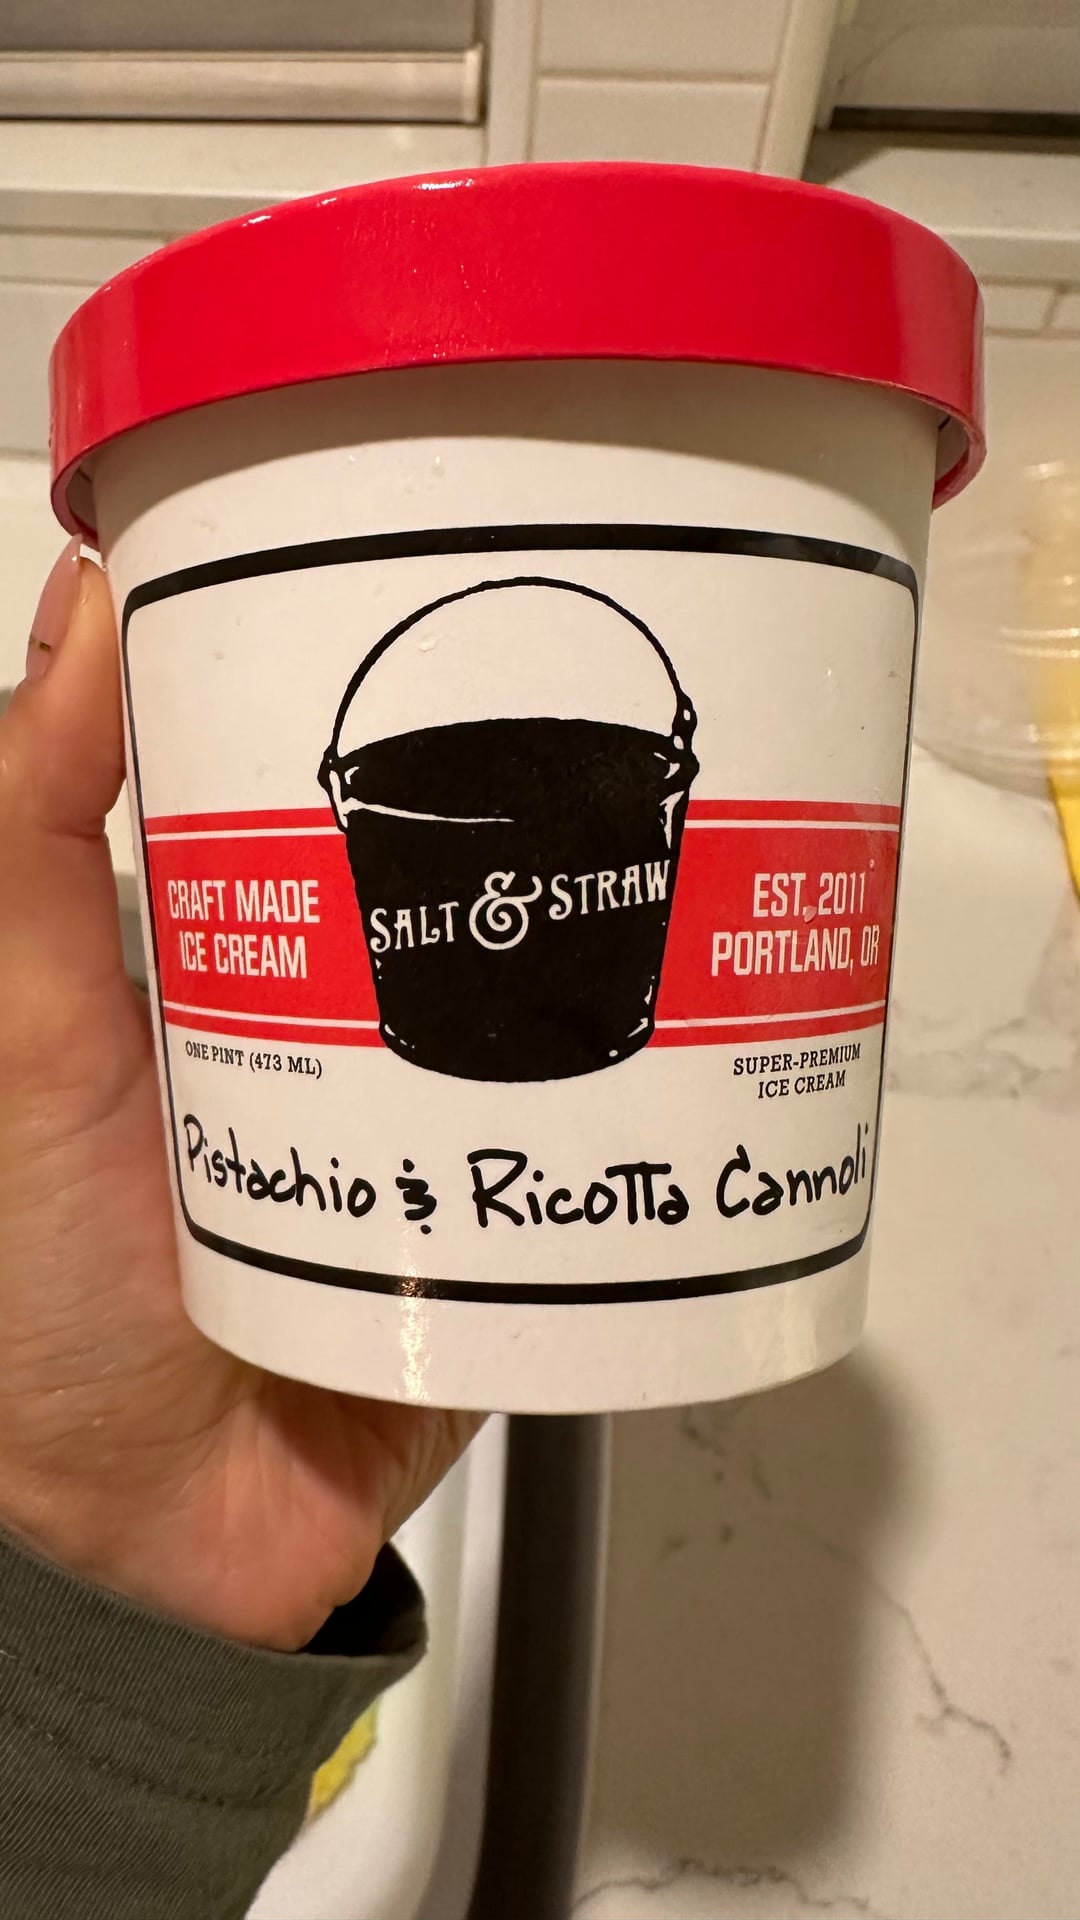 SALT & STRAW
CRAFT MADE
ICE CREAM
EST. 2011
PORTLAND, OR
ONE PINT (473 ML)
SUPER-PREMIUM
ICE CREAM
Pistachio & Ricotta Cannoli